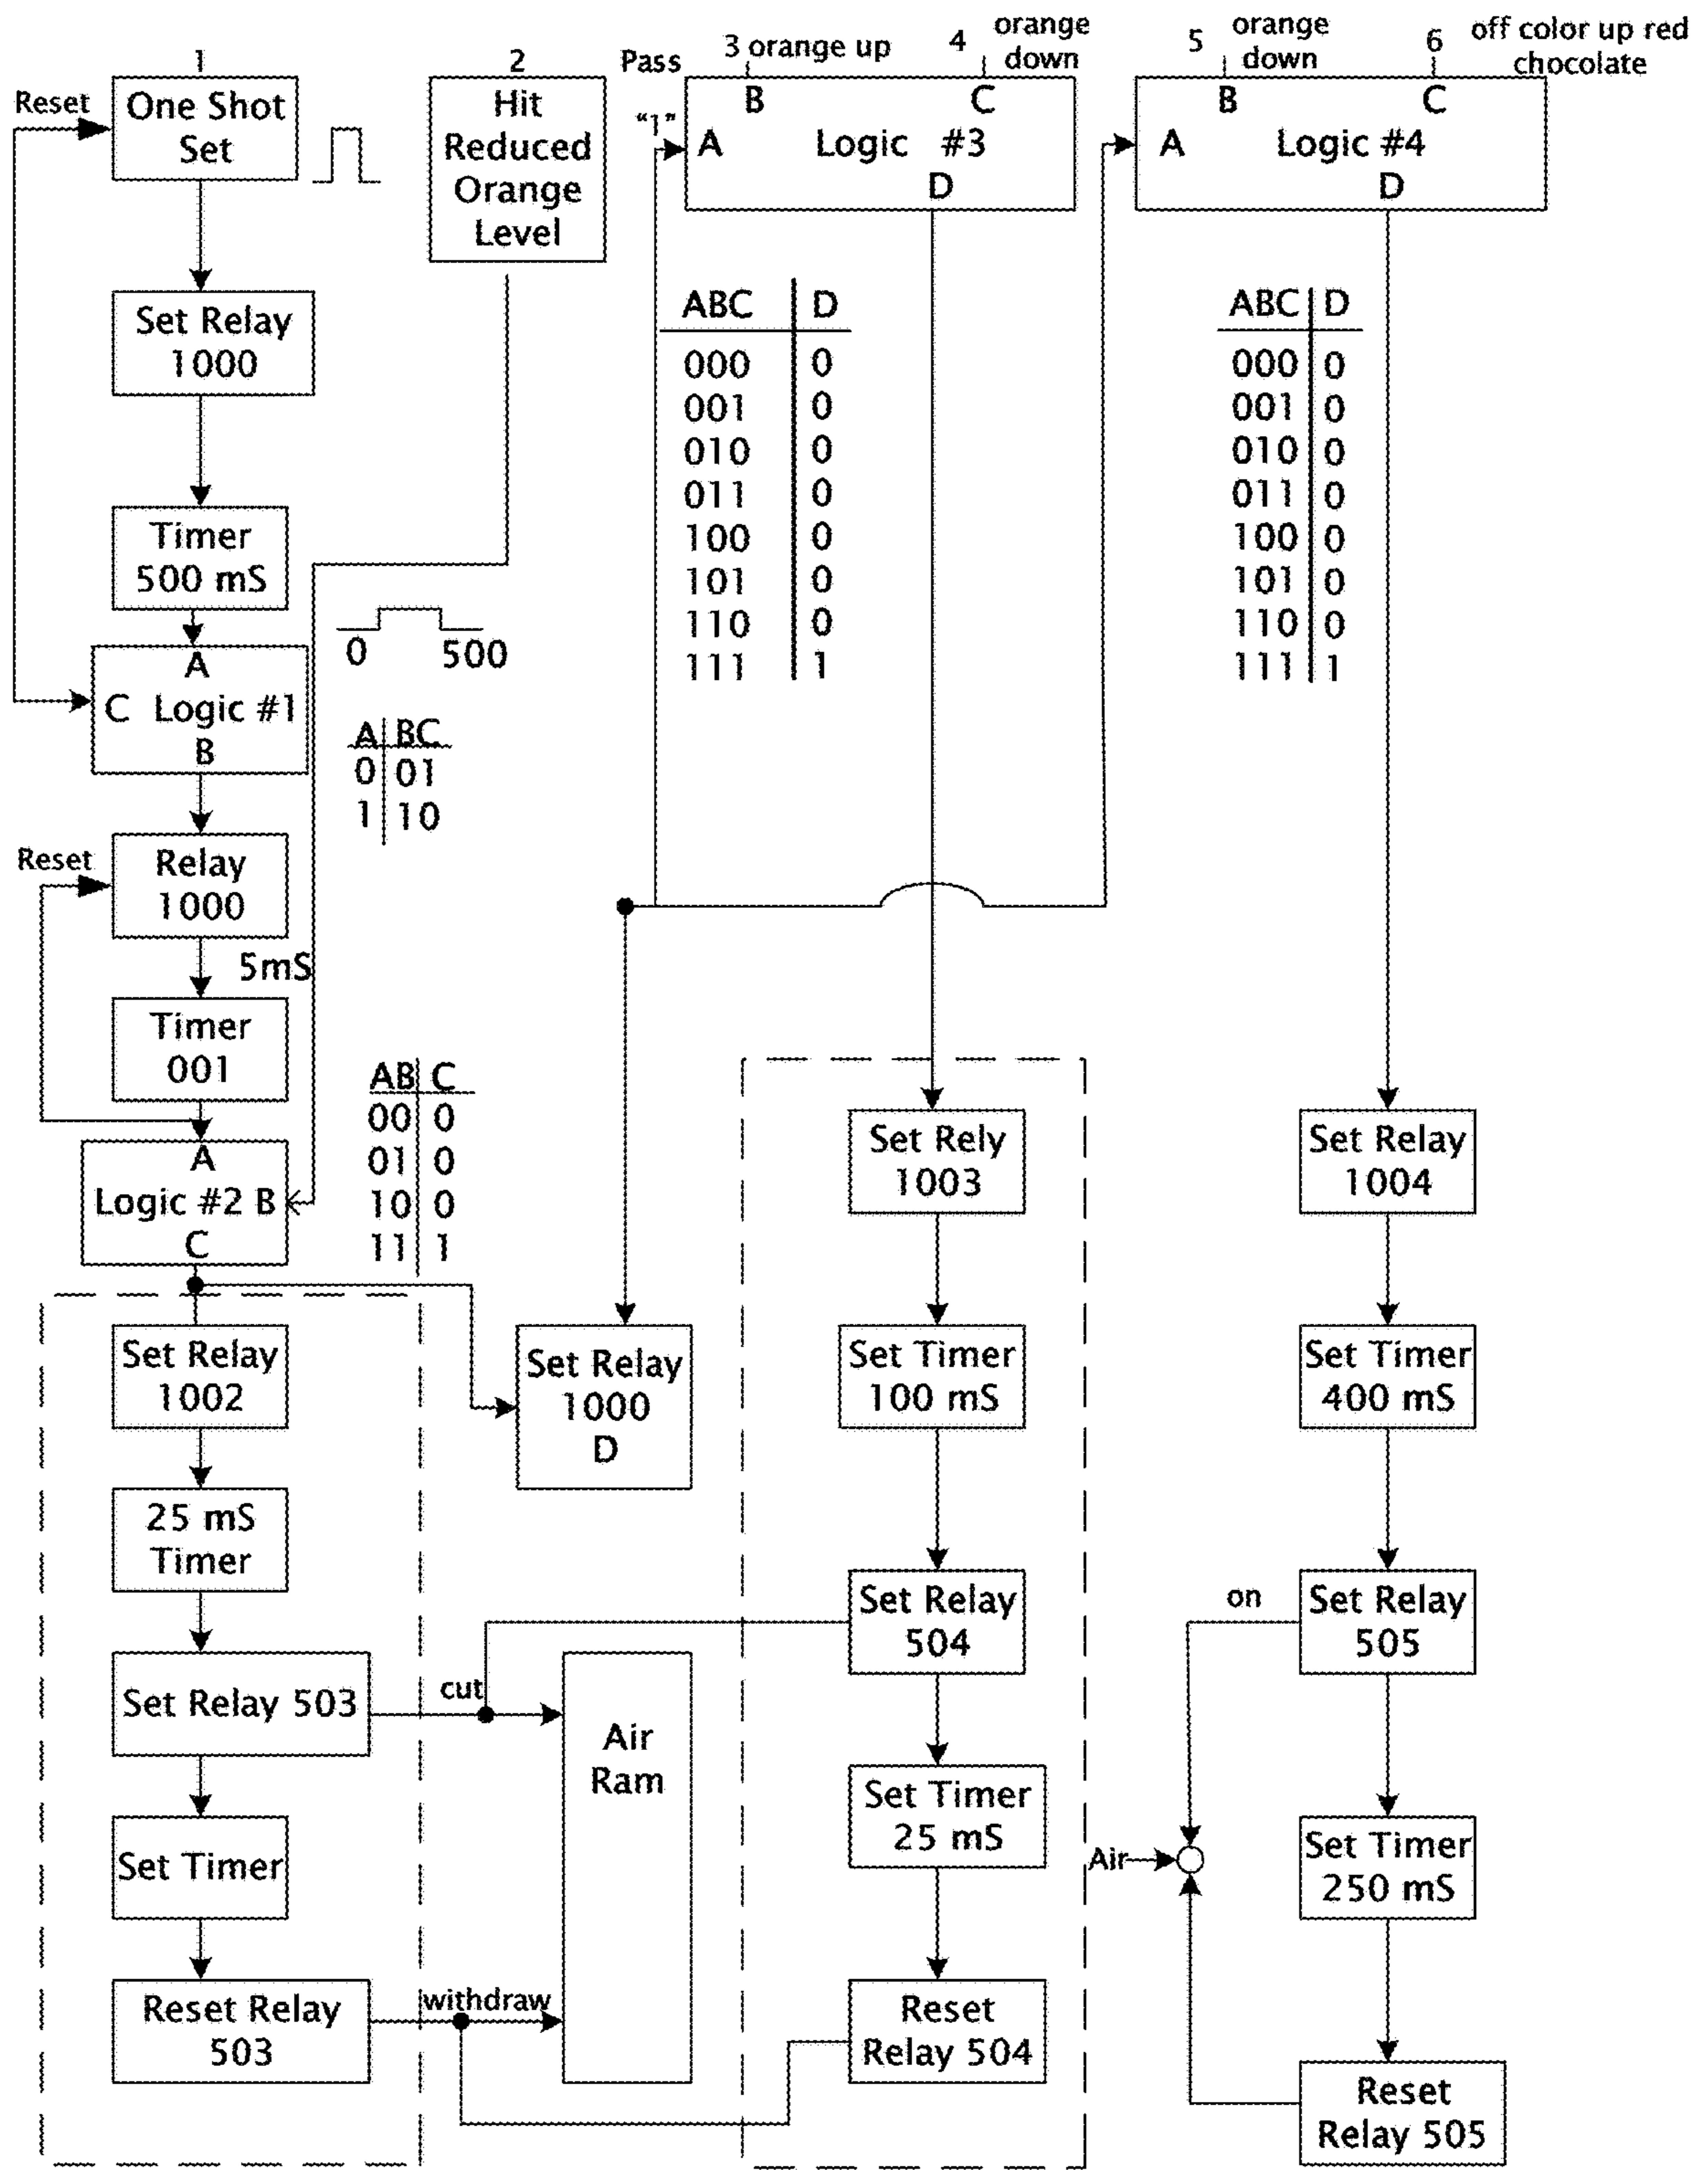 1
Reset
One Shot
Set
Set Relay
1000
Timer
500 mS
A
C Logic #1
B
0 500
A BC
0 01
1 10
Reset
Relay
1000
5mS
Timer
001
A
Logic #2 B
C
AB C
00 0
01 0
10 0
11 1
Set Relay
1002
25 mS
Timer
Set Relay 503
Set Timer
Reset Relay
503
2
Hit
Reduced
Orange
Level
Set Relay
1000
D
cut
withdraw
Air
Ram
Pass
"1"
3 orange up
4 orange
down
B C
A Logic #3
D
ABC D
000 0
001 0
010 0
011 0
100 0
101 0
110 0
111 1
Set Rely
1003
Set Timer
100 mS
Set Relay
504
Set Timer
25 mS
Reset
Relay 504
5 orange
down
6 off color up red
chocolate
B C
A Logic #4
D
ABC D
000 0
001 0
010 0
011 0
100 0
101 0
110 0
111 1
Set Relay
1004
Set Timer
400 mS
on
Set Relay
505
Air
Set Timer
250 mS
Reset
Relay 505